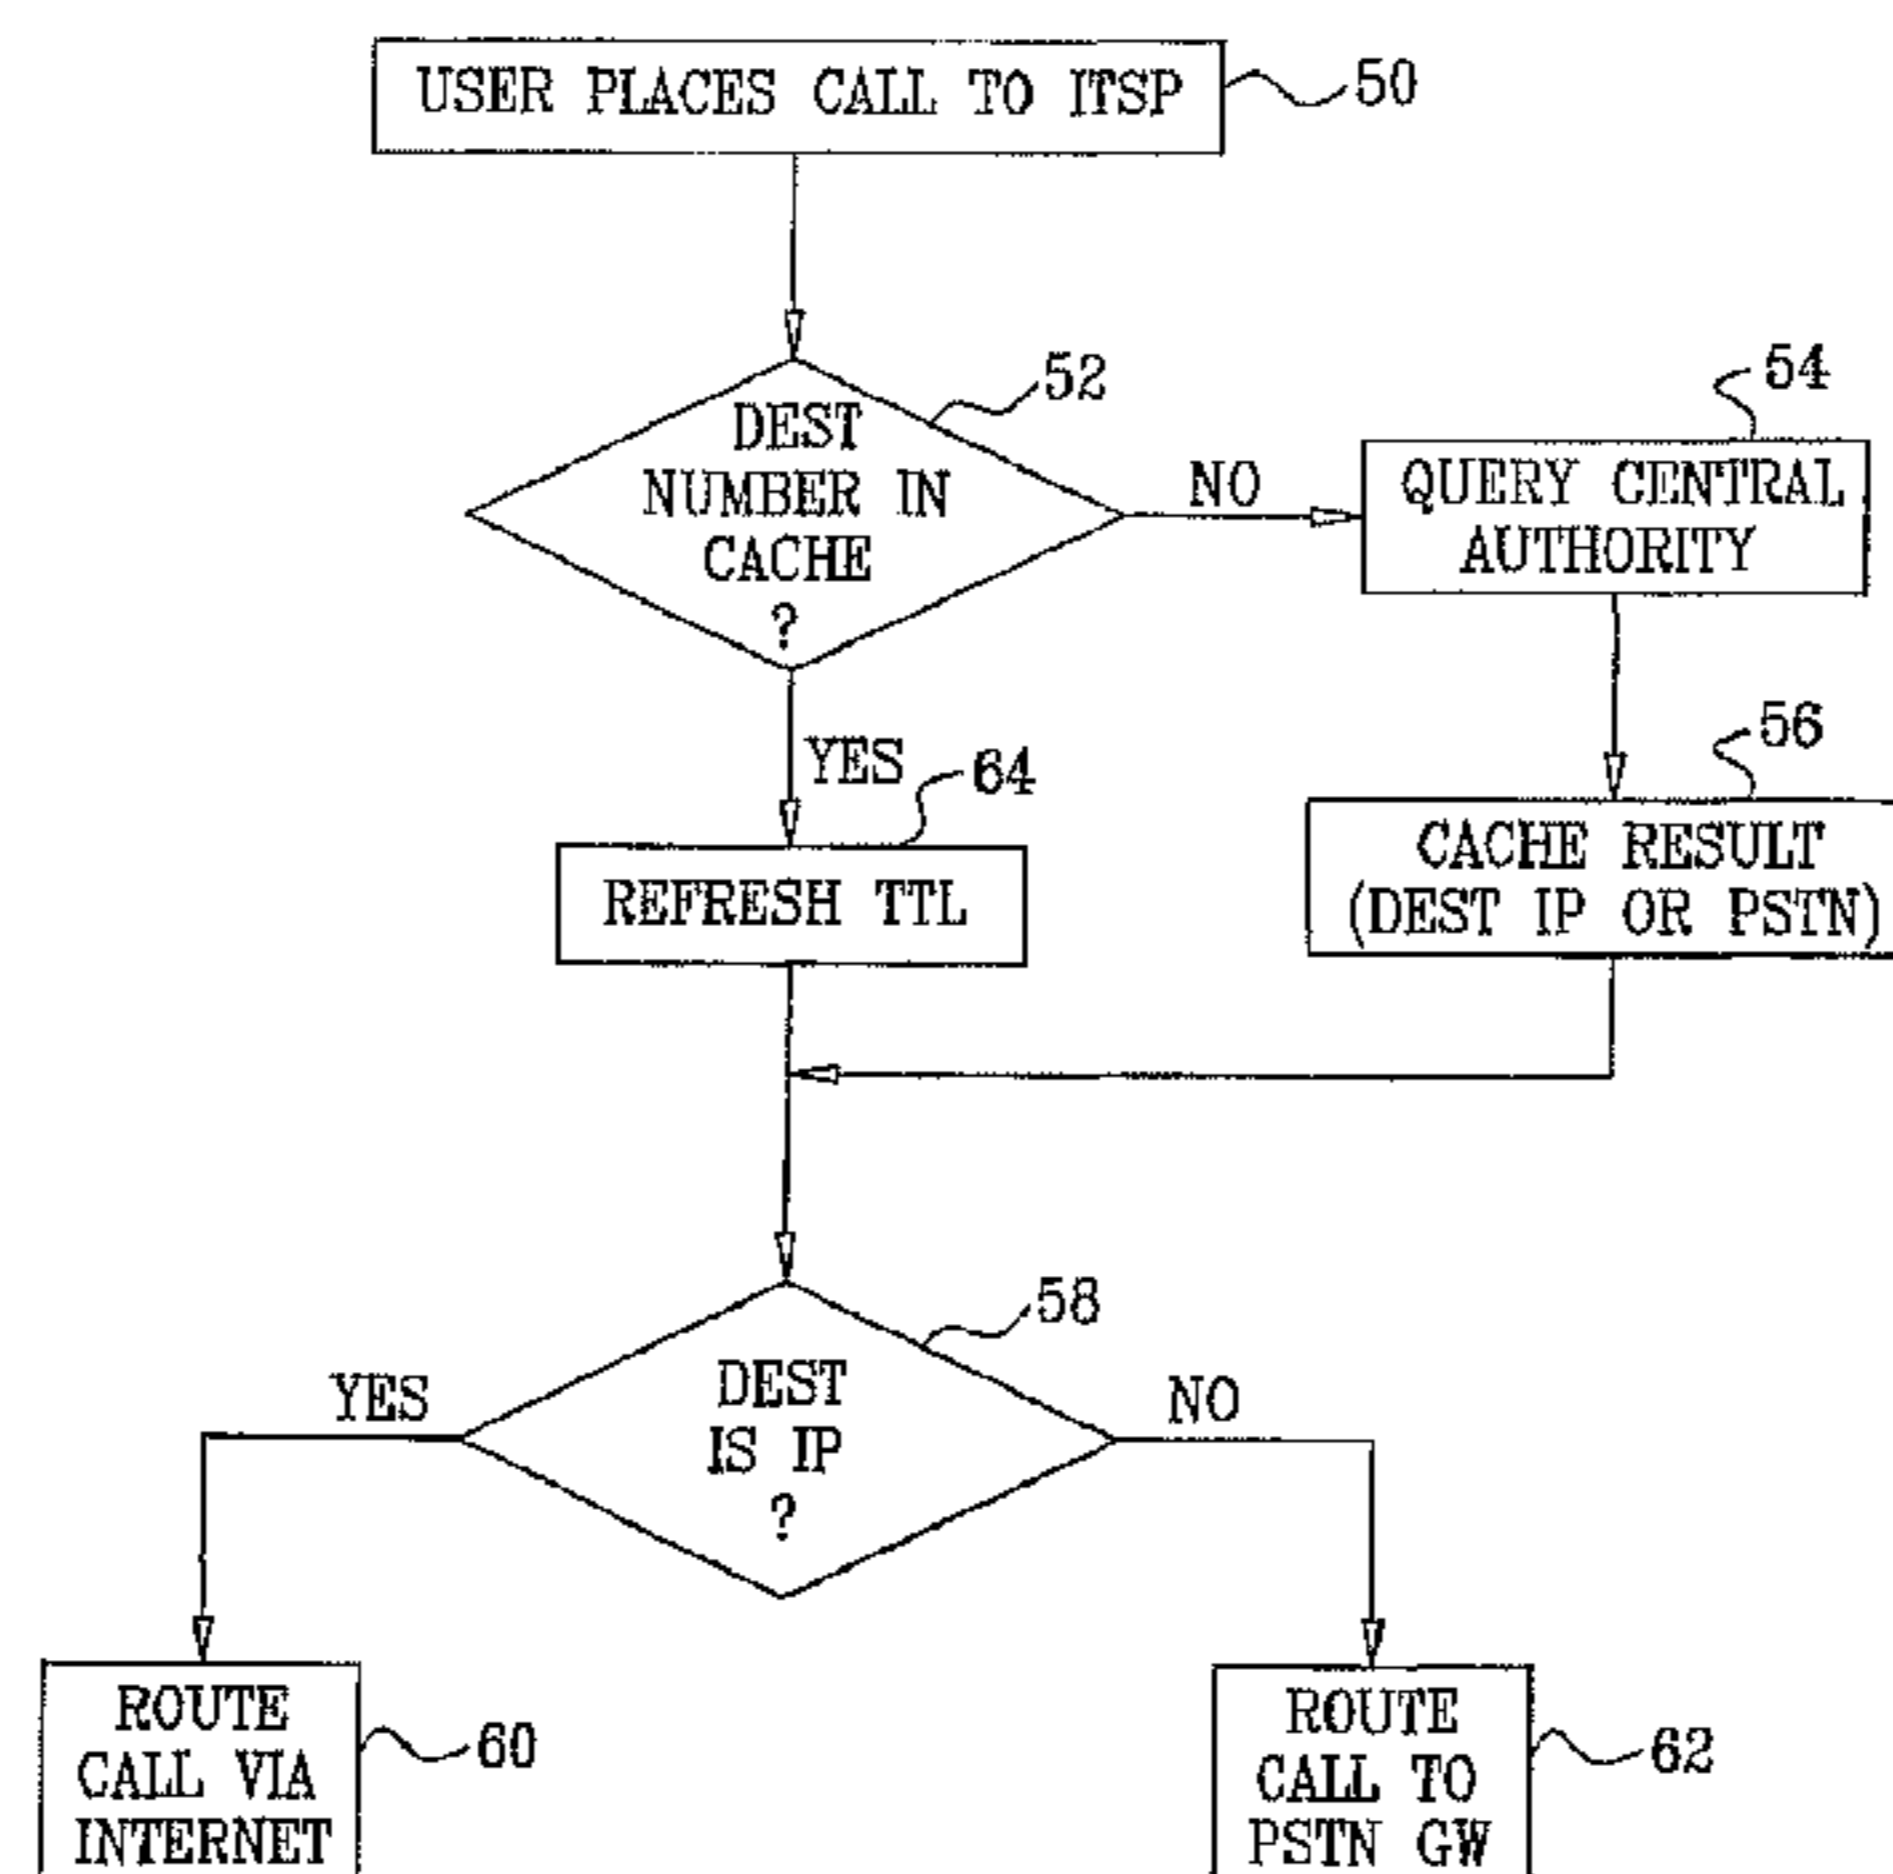 USER PLACES CALL TO ITSP
50
DEST
NUMBER IN
CACHE
?
52
NO
54
QUERY CENTRAL
AUTHORITY
YES
64
REFRESH TTL
56
CACHE RESULT
(DEST IP OR PSTN)
58
DEST
IS IP
?
YES
NO
ROUTE
CALL VIA
INTERNET
60
ROUTE
CALL TO
PSTN GW
62